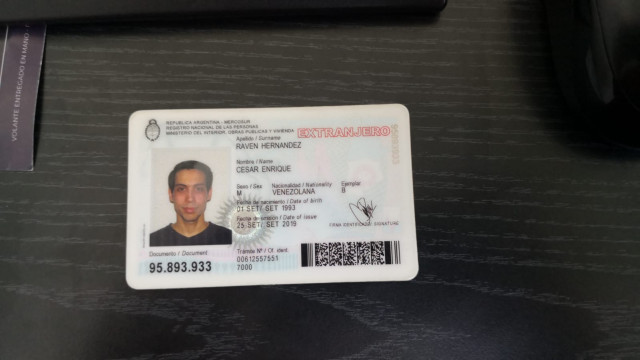 VOLANTE ENTREGADO EN MANO -
REPUBLICA ARGENTINA - MERCOSUR
REGISTRO NACIONAL DE LAS PERSONAS
MINISTERIO DEL INTERIOR, OBRAS PUBLICAS Y VIVIENDA
EXTRANJERO
Apellido / Surname
RAVEN HERNANDEZ
Nombre / Name
CESAR ENRIQUE
Sexo / Sex Nacionalidad / Nationality Ejemplar
M VENEZOLANA B
Fecha de nacimiento / Date of birth
01 SET/ SET 1993
Fecha de emisión / Date of issue
25 SET/ SET 2019
FIRMA IDENTIFICADO / SIGNATURE
Documento / Document
95.893.933
Trámite Nº / Of. ident.
00612557551
7000